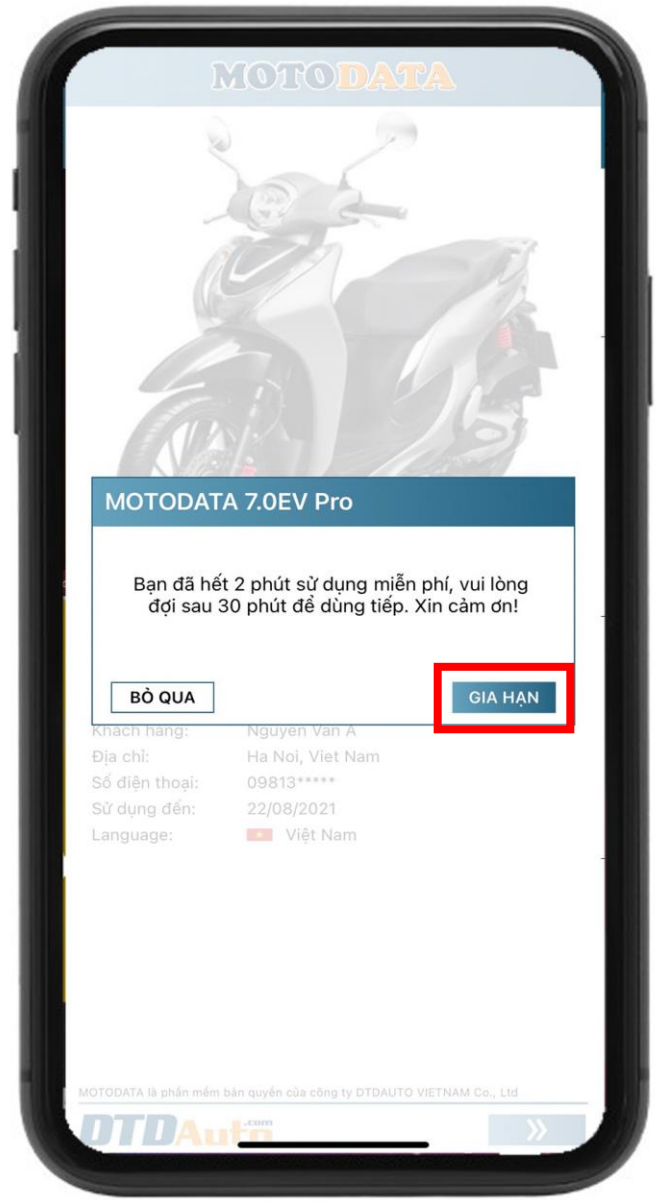 MOTODATA
MOTODATA 7.0EV Pro
Bạn đã hết 2 phút sử dụng miễn phí, vui lòng
đợi sau 30 phút để dùng tiếp. Xin cảm ơn!
BỎ QUA
GIA HẠN
Khách hàng: Nguyen Van A
Địa chỉ: Ha Noi, Viet Nam
Số điện thoại: 09813*****
Sử dụng đến: 22/08/2021
Language: Việt Nam
MOTODATA là phần mềm bản quyền của công ty DTDAUTO VIETNAM Co., Ltd
DTDAuto.com